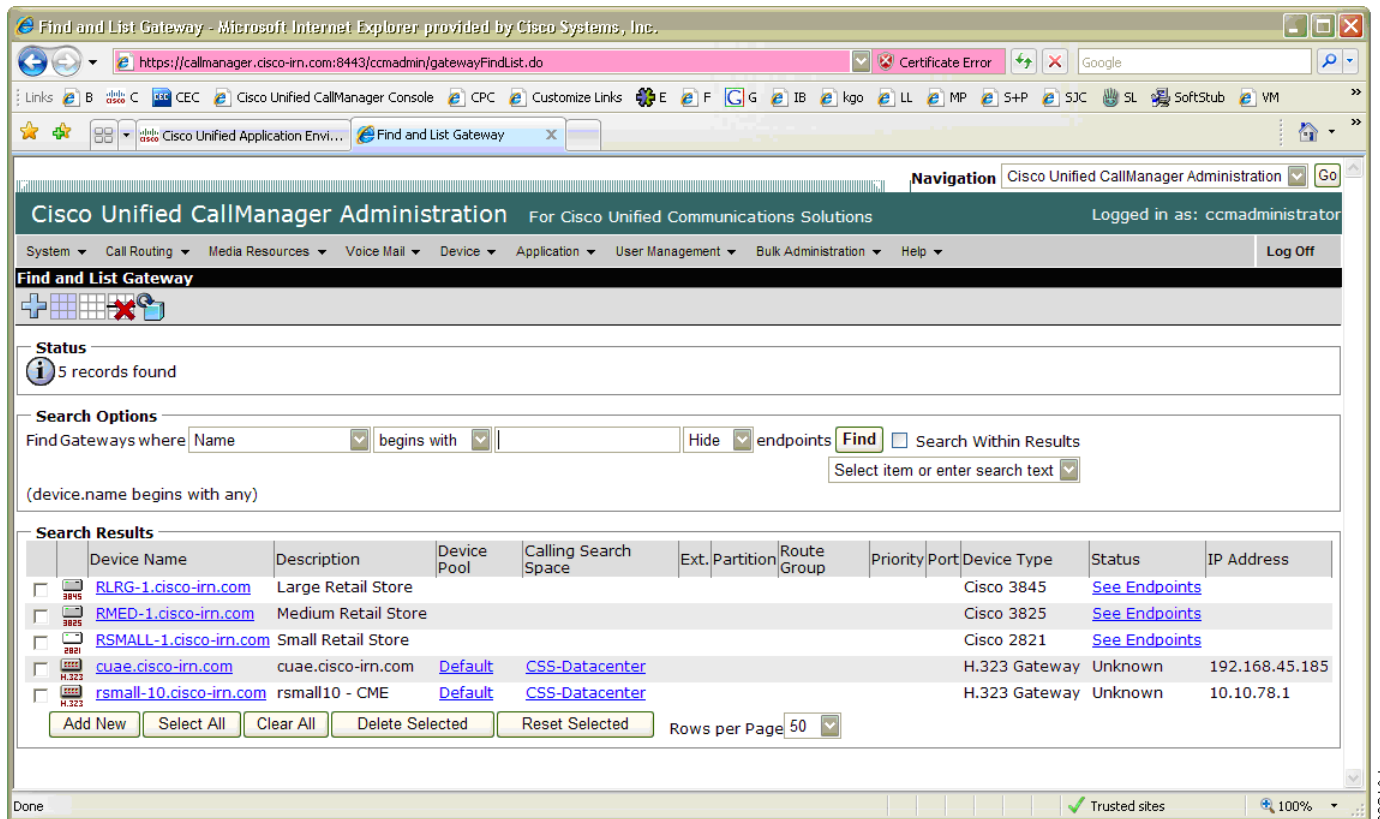 Find and List Gateway - Microsoft Internet Explorer provided by Cisco Systems, Inc.
https://callmanager.cisco-irn.com:8443/ccmadmin/gatewayFindList.do Certificate Error Google
Links B CISCO C CEC CEC Cisco Unified CallManager Console CPC Customize Links E F G G IB kgo LL MP S+P SJC SL SoftStub VM »
CISCO Cisco Unified Application Envi... Find and List Gateway X »
Navigation Cisco Unified CallManager Administration Go
Cisco Unified CallManager Administration For Cisco Unified Communications Solutions Logged in as: ccmadministrator
System Call Routing Media Resources Voice Mail Device Application User Management Bulk Administration Help Log Off
Find and List Gateway
Status
i 5 records found
Search Options
Find Gateways where Name begins with Hide endpoints Find Search Within Results
Select item or enter search text
(device.name begins with any)
Search Results
Device Name Description Device Pool Calling Search Space Ext. Partition Route Group Priority Port Device Type Status IP Address
3845 RLRG-1.cisco-irn.com Large Retail Store Cisco 3845 See Endpoints
3825 RMED-1.cisco-irn.com Medium Retail Store Cisco 3825 See Endpoints
2821 RSMALL-1.cisco-irn.com Small Retail Store Cisco 2821 See Endpoints
H.323 cuae.cisco-irn.com cuae.cisco-irn.com Default CSS-Datacenter H.323 Gateway Unknown 192.168.45.185
H.323 rsmall-10.cisco-irn.com rsmall10 - CME Default CSS-Datacenter H.323 Gateway Unknown 10.10.78.1
Add New Select All Clear All Delete Selected Reset Selected Rows per Page 50
Done Trusted sites 100%